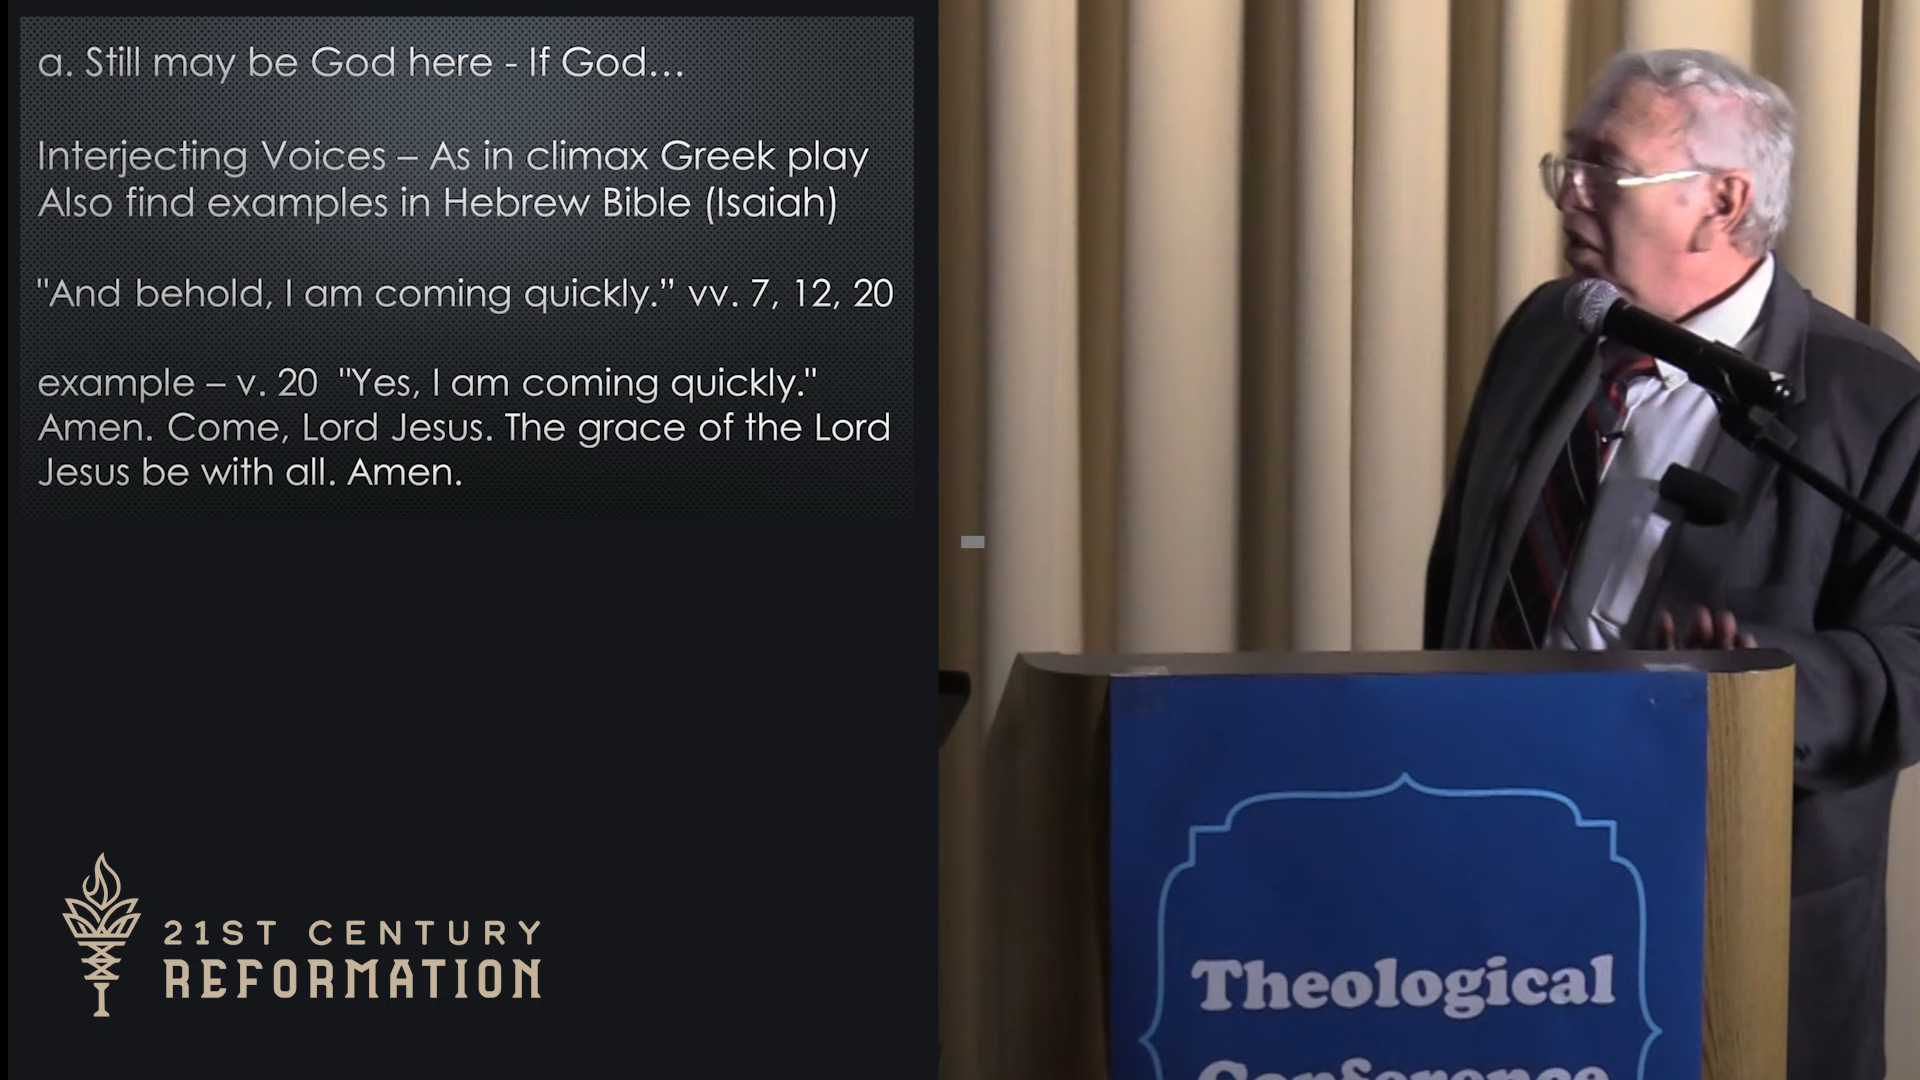 a. Still may be God here - If God...
Interjecting Voices – As in climax Greek play
Also find examples in Hebrew Bible (Isaiah)
"And behold, I am coming quickly.” vv. 7, 12, 20
example – v. 20  "Yes, I am coming quickly."
Amen. Come, Lord Jesus. The grace of the Lord
Jesus be with all. Amen.
21ST CENTURY
REFORMATION
Theological
Conference